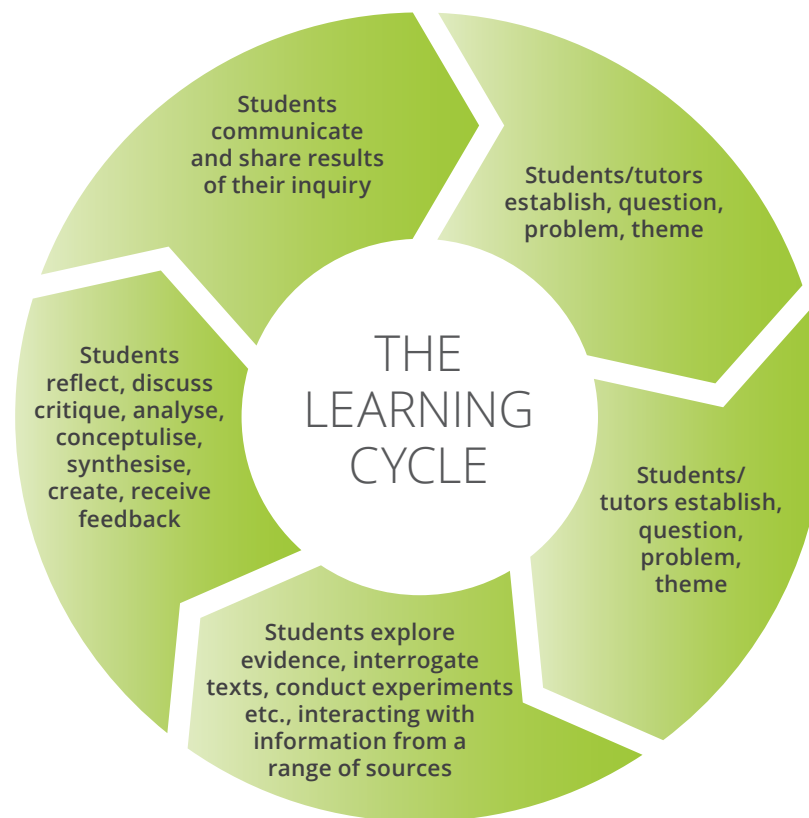 THE
LEARNING
CYCLE
Students/tutors
establish, question,
problem, theme
Students/
tutors establish,
question,
problem,
theme
Students explore
evidence, interrogate
texts, conduct experiments
etc., interacting with
information from a
range of sources
Students
reflect, discuss
critique, analyse,
conceptulise,
synthesise,
create, receive
feedback
Students
communicate
and share results
of their inquiry